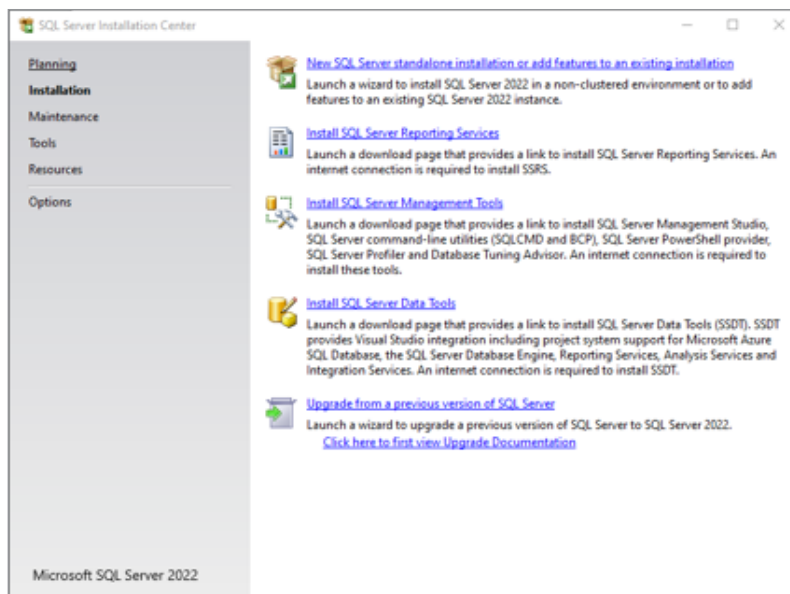 SQL Server Installation Center
Planning
Installation
Maintenance
Tools
Resources
Options
New SQL Server standalone installation or add features to an existing installation
Launch a wizard to install SQL Server 2022 in a non-clustered environment or to add
features to an existing SQL Server 2022 instance.
Install SQL Server Reporting Services
Launch a download page that provides a link to install SQL Server Reporting Services. An
internet connection is required to install SSRS.
Install SQL Server Management Tools
Launch a download page that provides a link to install SQL Server Management Studio,
SQL Server command-line utilities (SQLCMD and BCP), SQL Server PowerShell provider,
SQL Server Profiler and Database Tuning Advisor. An internet connection is required to
install these tools.
Install SQL Server Data Tools
Launch a download page that provides a link to install SQL Server Data Tools (SSDT). SSDT
provides Visual Studio integration including project system support for Microsoft Azure
SQL Database, the SQL Server Database Engine, Reporting Services, Analysis Services and
Integration Services. An internet connection is required to install SSDT.
Upgrade from a previous version of SQL Server
Launch a wizard to upgrade a previous version of SQL Server to SQL Server 2022.
Click here to first view Upgrade Documentation
Microsoft SQL Server 2022